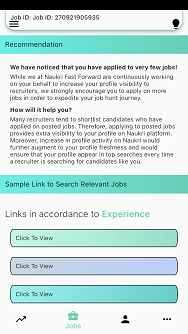 Job ID: Job ID: 270921905935
Recommendation
We have noticed that you have applied to very few jobs!
While we at Naukri Fast Forward are continuously working
on your behalf to increase your profile visibility to
recruiters, we strongly encourage you to apply on more
jobs in order to expedite your job hunt journey.
How will it help you?
Many recruiters tend to shortlist candidates who have
applied on posted jobs. Therefore, applying to posted jobs
provides extra visibility to your profile on Naukri platform.
Moreover, increase in profile activity on Naukri would
further augment to your profile freshness and would
ensure that your profile appear in top searches every time
a recruiter is searching for candidates like you.
Sample Link to Search Relevant Jobs
Links in accordance to Experience
Click To View
Click To View
Click To View
Jobs